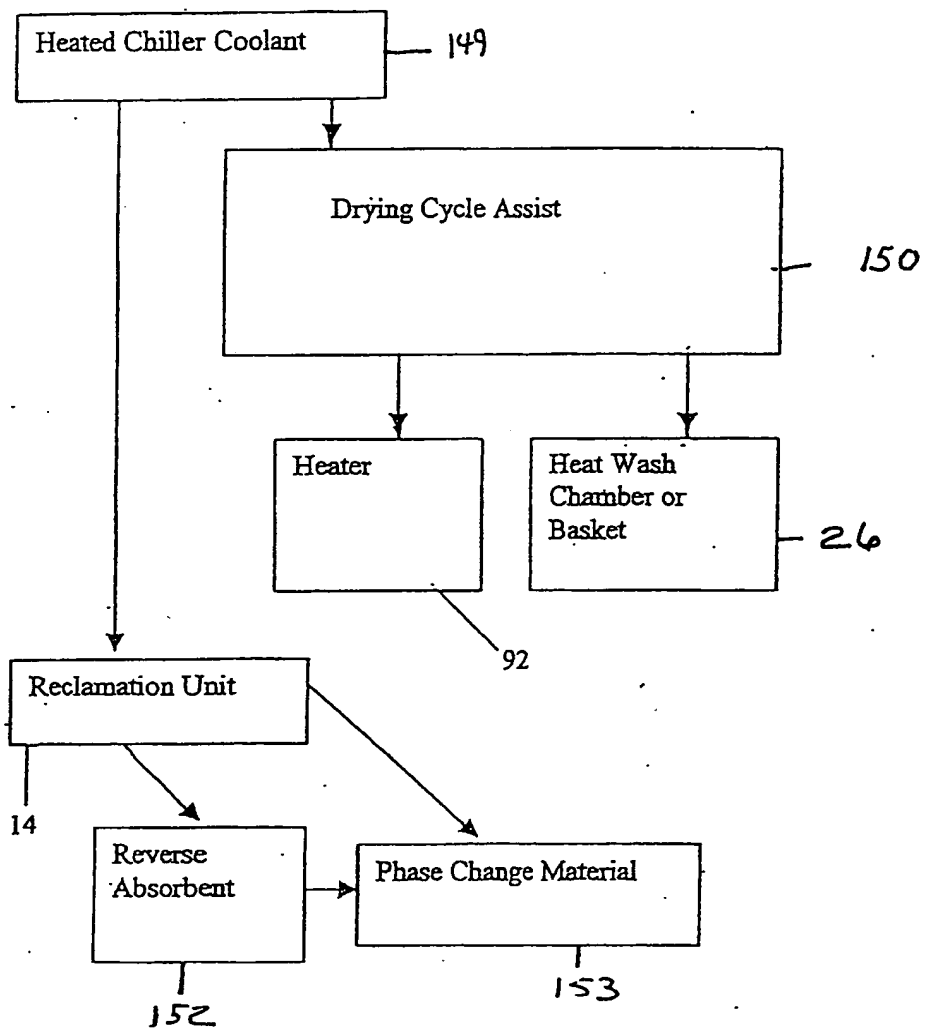 Heated Chiller Coolant
149
Drying Cycle Assist
150
Heater
Heat Wash
Chamber or
Basket
26
92
Reclamation Unit
14
Reverse
Absorbent
Phase Change Material
152
153